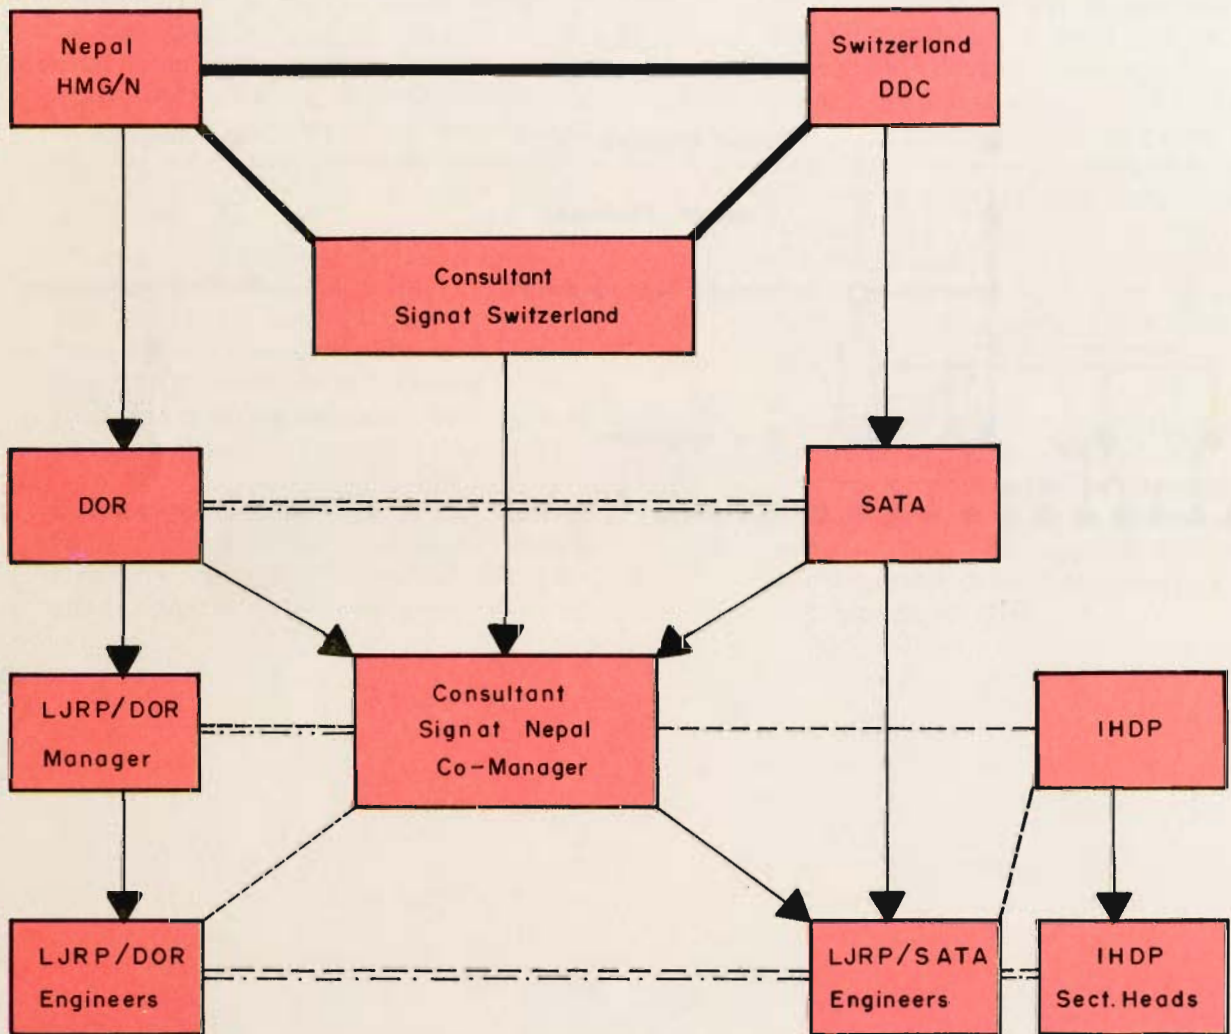 Nepal
HMG/N
Switzerland
DDC
Consultant
Signat Switzerland
DOR
SATA
LJRP/DOR
Manager
Consultant
Signat Nepal
Co-Manager
IHDP
LJRP/DOR
Engineers
LJRP/SATA
Engineers
IHDP
Sect. Heads